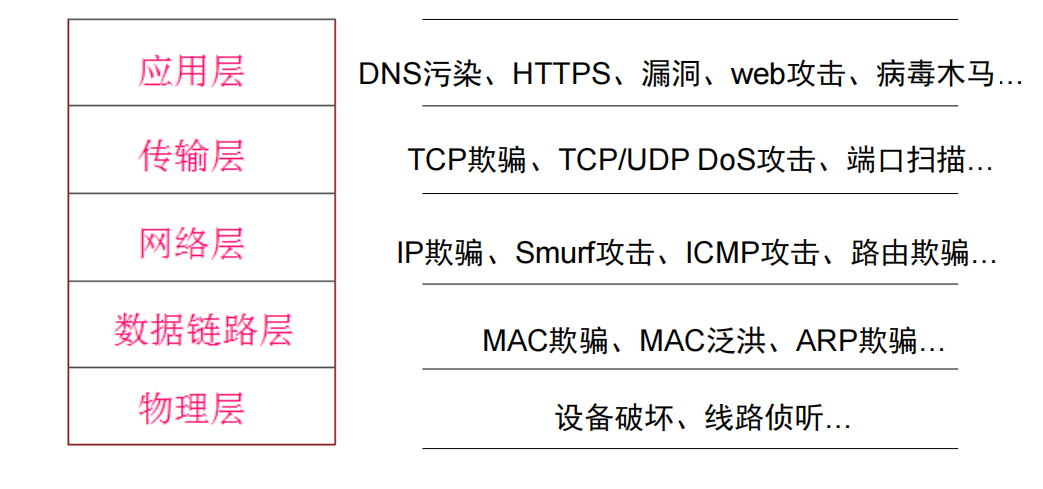 应用层
DNS污染、HTTPS、漏洞、web攻击、病毒木马…
传输层
TCP欺骗、TCP/UDP DoS攻击、端口扫描…
网络层
IP欺骗、Smurf攻击、ICMP攻击、路由欺骗…
数据链路层
MAC欺骗、MAC泛洪、ARP欺骗…
物理层
设备破坏、线路侦听…